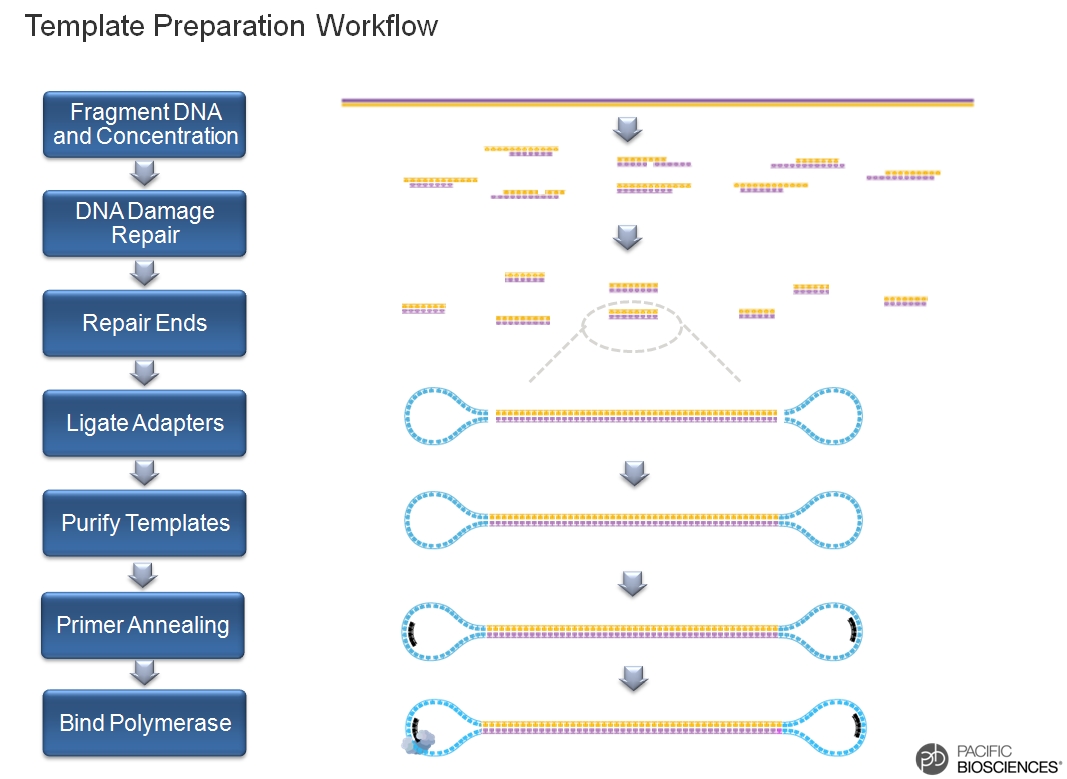 Template Preparation Workflow
Fragment DNA
and Concentration
DNA Damage
Repair
Repair Ends
Ligate Adapters
Purify Templates
Primer Annealing
Bind Polymerase
PACIFIC
BIOSCIENCES®